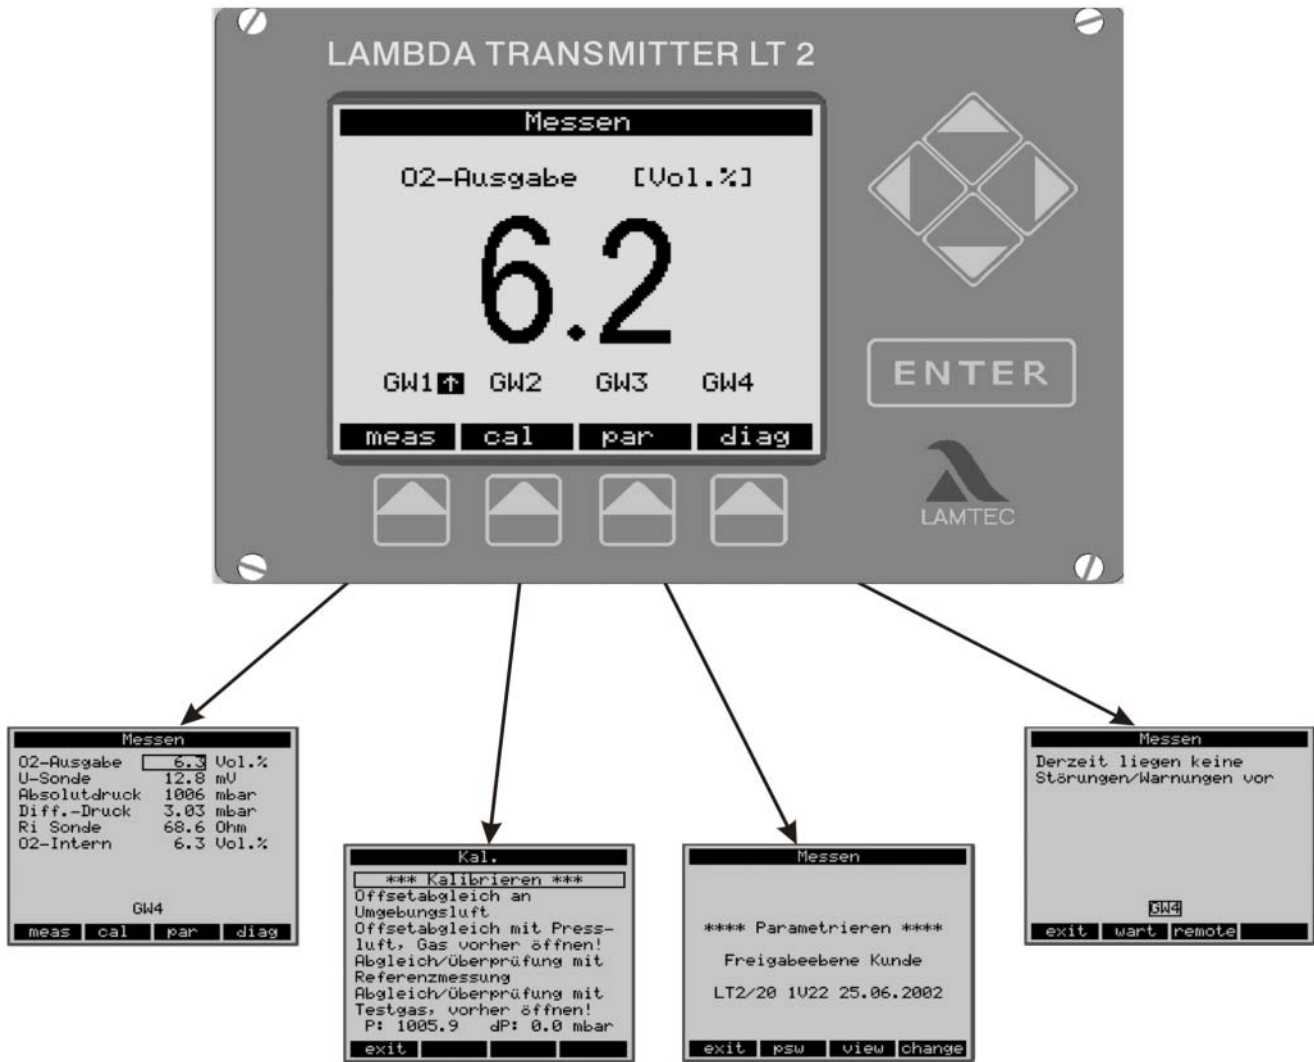 LAMBDA TRANSMITTER LT 2
Messen
O2-Ausgabe [Vol.%]
6.2
GW1↑ GW2 GW3 GW4
meas cal par diag
ENTER
LAMTEC
Messen
O2-Ausgabe 6.3 Vol.%
U-Sonde 12.8 mV
Absolutdruck 1006 mbar
Diff.-Druck 3.03 mbar
Ri Sonde 68.6 Ohm
O2-Intern 6.3 Vol.%
GW4
meas cal par diag
Kal.
*** Kalibrieren ***
Offsetabgleich an
Umgebungsluft
Offsetabgleich mit Press-
luft, Gas vorher öffnen!
Abgleich/Überprüfung mit
Referenzmessung
Abgleich/Überprüfung mit
Testgas, vorher öffnen!
P: 1005.9 dP: 0.0 mbar
exit
Messen
**** Parametrieren ****
Freigabeebene Kunde
LT2/20 1V22 25.06.2002
exit psw view change
Messen
Derzeit liegen keine
Störungen/Warnungen vor
GW4
exit wart remote